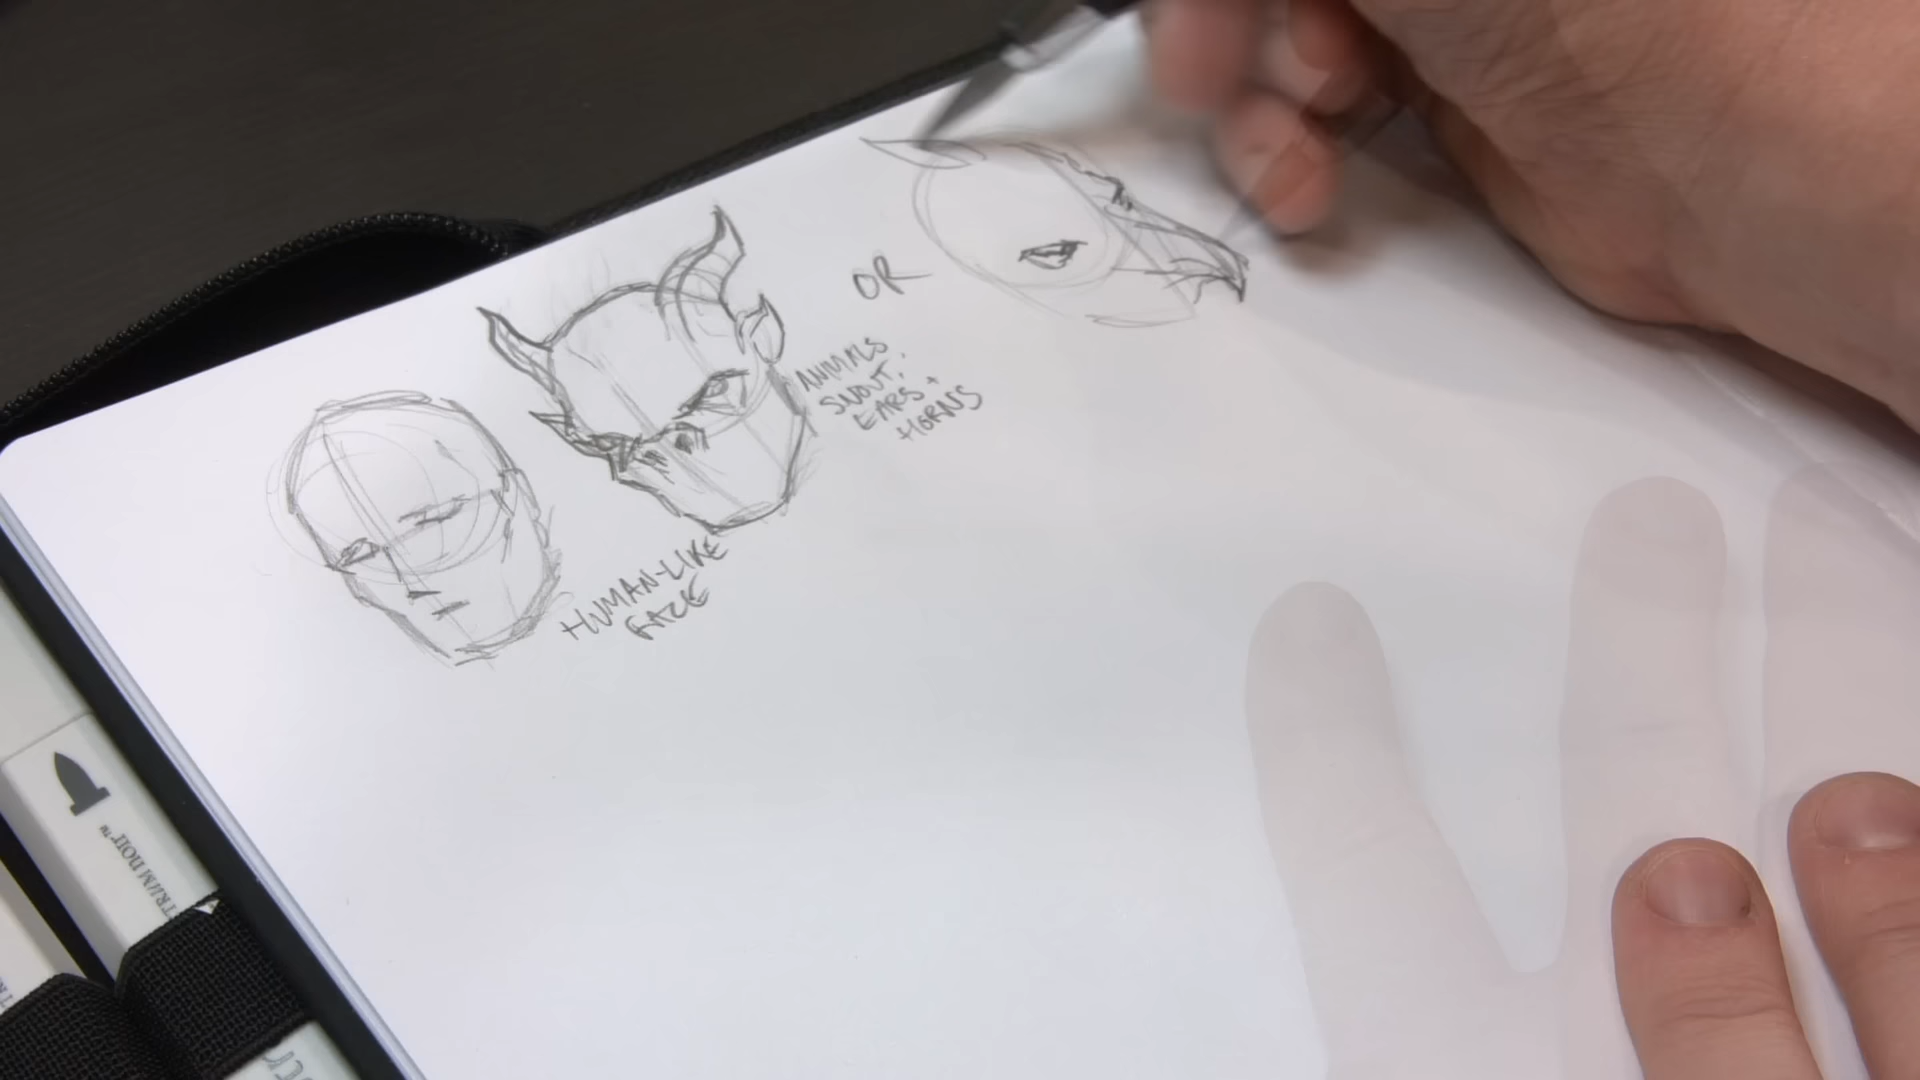 HUMAN-LIKE
FACE
ANIMALS
SNOUT,
EARS +
HORNS
OR